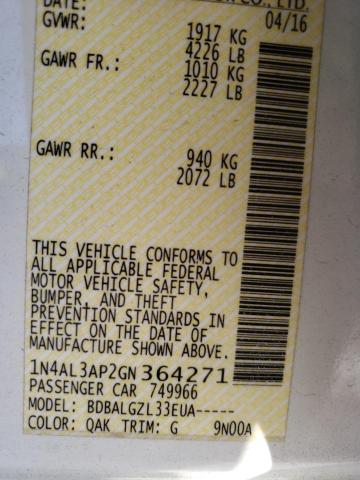 DATE:
CO., LTD.
04/16
GVWR: 1917 KG
4226 LB
GAWR FR.: 1010 KG
2227 LB
GAWR RR.: 940 KG
2072 LB
THIS VEHICLE CONFORMS TO
ALL APPLICABLE FEDERAL
MOTOR VEHICLE SAFETY,
BUMPER, AND THEFT
PREVENTION STANDARDS IN
EFFECT ON THE DATE OF
MANUFACTURE SHOWN ABOVE.
1N4AL3AP2GN364271
PASSENGER CAR 749966
MODEL: BDBALGZL33EUA-----
COLOR: QAK TRIM: G 9N00A